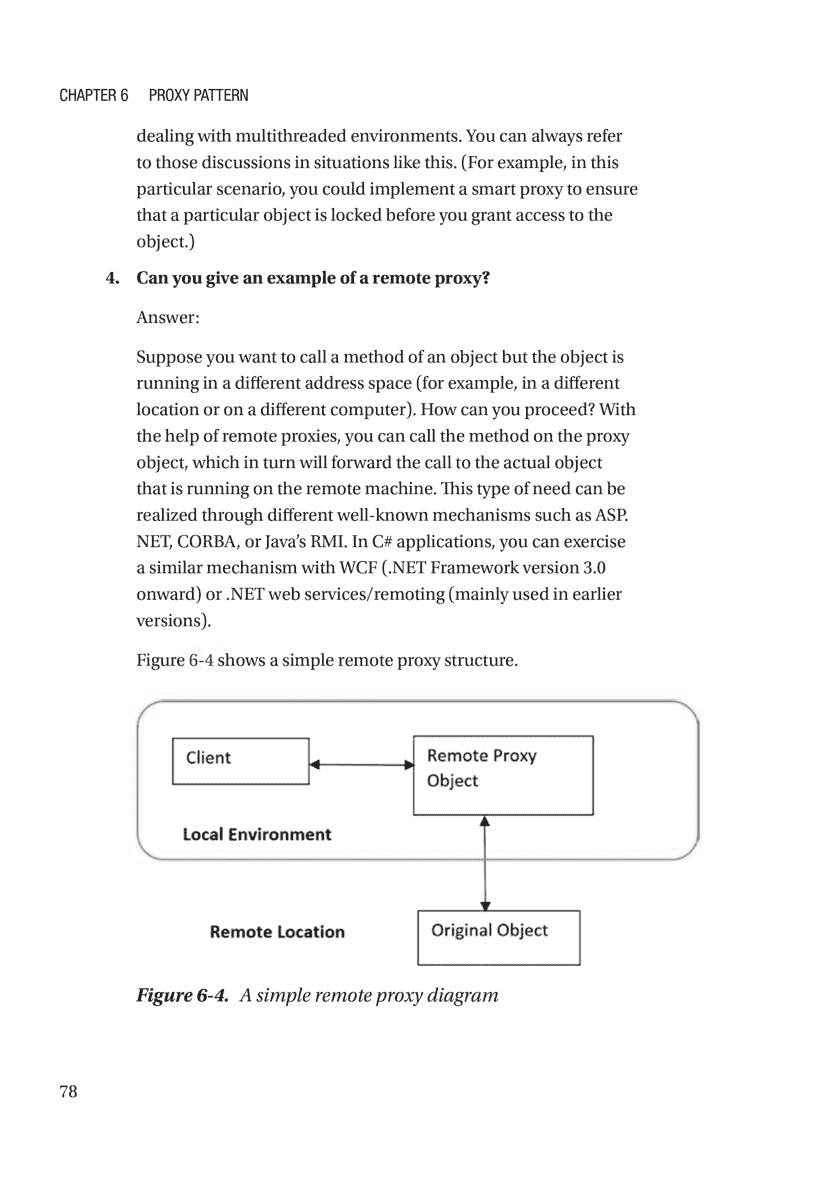 CHAPTER 6 PROXY PATTERN
dealing with multithreaded environments. You can always refer
to those discussions in situations like this. (For example, in this
particular scenario, you could implement a smart proxy to ensure
that a particular object is locked before you grant access to the
object.)
4. Can you give an example of a remote proxy?
Answer:
Suppose you want to call a method of an object but the object is
running in a different address space (for example, in a different
location or on a different computer). How can you proceed? With
the help of remote proxies, you can call the method on the proxy
object, which in turn will forward the call to the actual object
that is running on the remote machine. This type of need can be
realized through different well-known mechanisms such as ASP.
NET, CORBA, or Java’s RMI. In C# applications, you can exercise
a similar mechanism with WCF (.NET Framework version 3.0
onward) or .NET web services/remoting (mainly used in earlier
versions).
Figure 6-4 shows a simple remote proxy structure.
Client
Remote Proxy
Object
Local Environment
Remote Location
Original Object
Figure 6-4. A simple remote proxy diagram
78